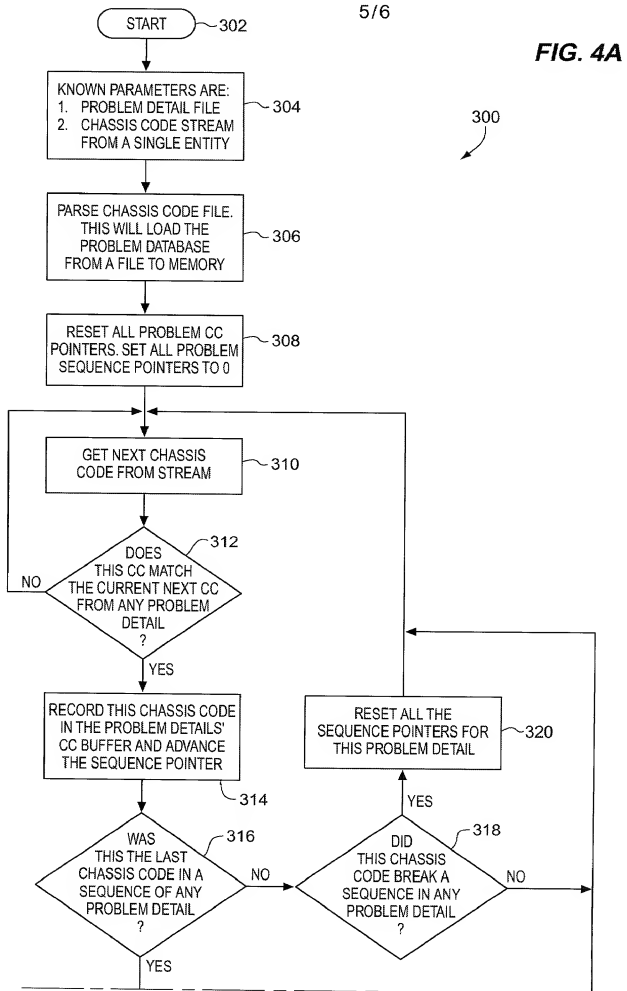 5/6
FIG. 4A
START
302
KNOWN PARAMETERS ARE:
1. PROBLEM DETAIL FILE
2. CHASSIS CODE STREAM
FROM A SINGLE ENTITY
304
300
PARSE CHASSIS CODE FILE.
THIS WILL LOAD THE
PROBLEM DATABASE
FROM A FILE TO MEMORY
306
RESET ALL PROBLEM CC
POINTERS. SET ALL PROBLEM
SEQUENCE POINTERS TO 0
308
GET NEXT CHASSIS
CODE FROM STREAM
310
DOES
THIS CC MATCH
THE CURRENT NEXT CC
FROM ANY PROBLEM
DETAIL
?
312
NO
YES
RECORD THIS CHASSIS CODE
IN THE PROBLEM DETAILS'
CC BUFFER AND ADVANCE
THE SEQUENCE POINTER
314
RESET ALL THE
SEQUENCE POINTERS FOR
THIS PROBLEM DETAIL
320
YES
WAS
THIS THE LAST
CHASSIS CODE IN A
SEQUENCE OF ANY
PROBLEM DETAIL
?
316
NO
DID
THIS CHASSIS
CODE BREAK A
SEQUENCE IN ANY
PROBLEM DETAIL
?
318
NO
YES